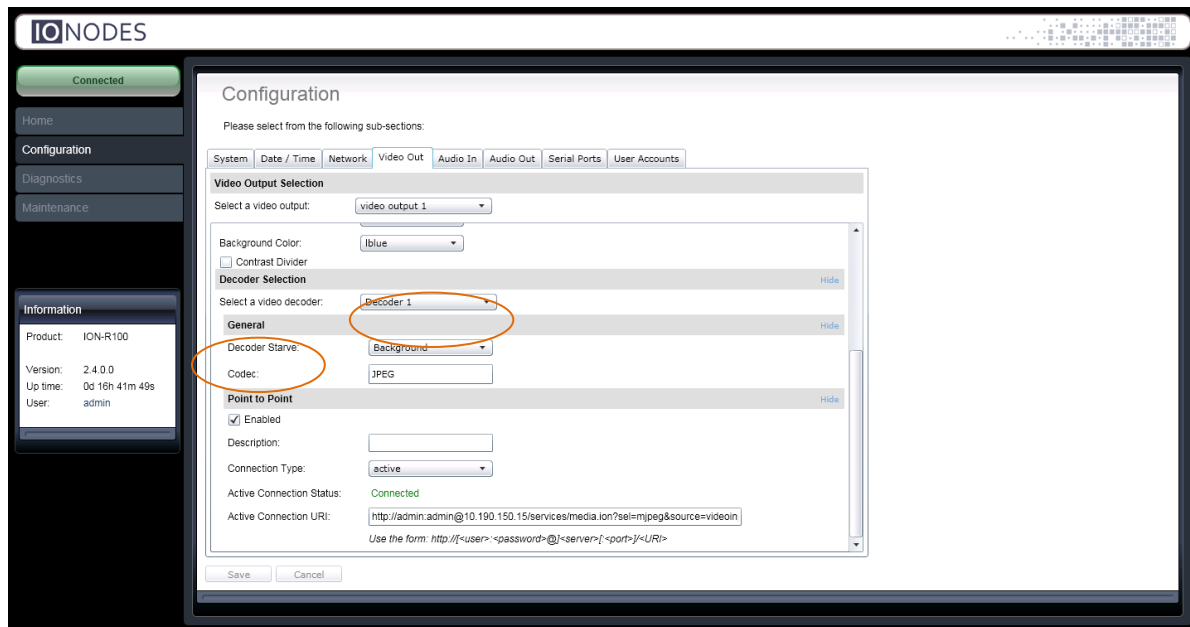 IONODES
Connected
Home
Configuration
Diagnostics
Maintenance
Information
Product: ION-R100
Version: 2.4.0.0
Up time: 0d 16h 41m 49s
User: admin
Configuration
Please select from the following sub-sections:
System Date / Time Network Video Out Audio In Audio Out Serial Ports User Accounts
Video Output Selection
Select a video output: video output 1
Background Color: lblue
Contrast Divider
Decoder Selection Hide
Select a video decoder: Decoder 1
General Hide
Decoder Starve: Background
Codec: JPEG
Point to Point Hide
Enabled
Description:
Connection Type: active
Active Connection Status: Connected
Active Connection URI: http://admin:admin@10.190.150.15/services/media.ion?sel=mjpeg&source=videoin
Use the form: http://[<user>:<password>@]<server>[:<port>]/<URI>
Save Cancel